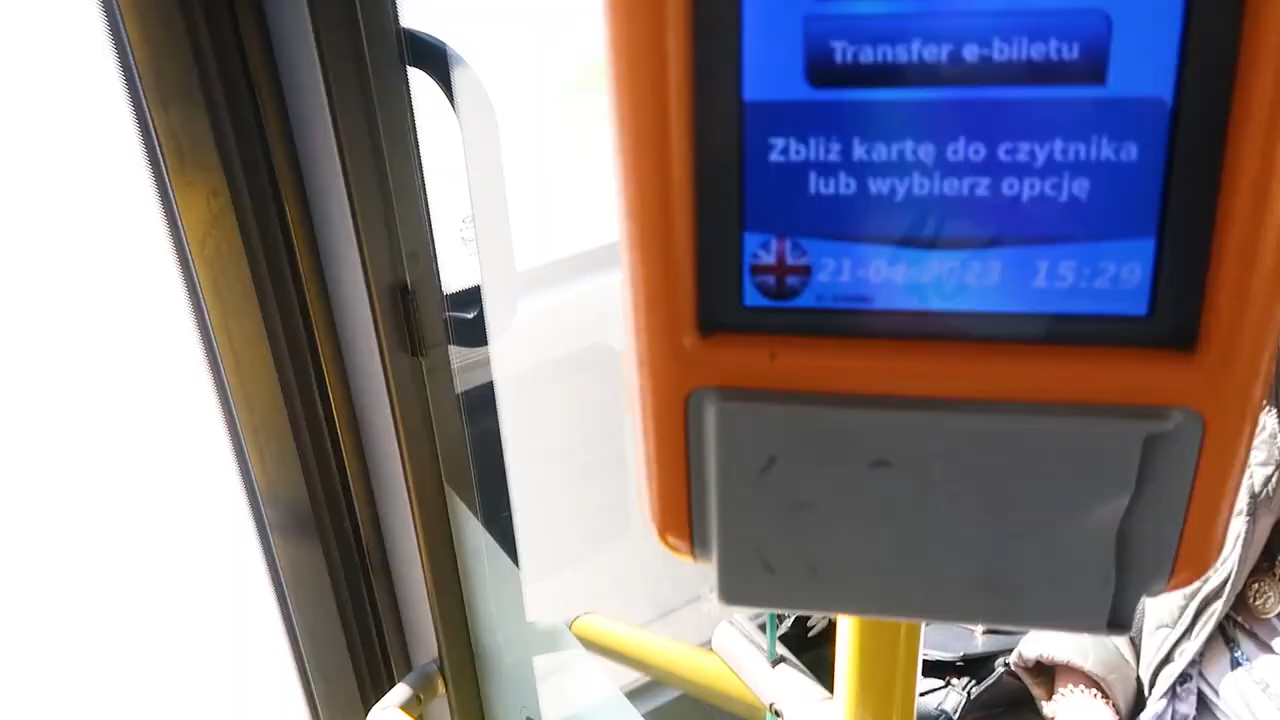 Transfer e-biletu
Zbliż kartę do czytnika
lub wybierz opcję
21-04-2023 15:29